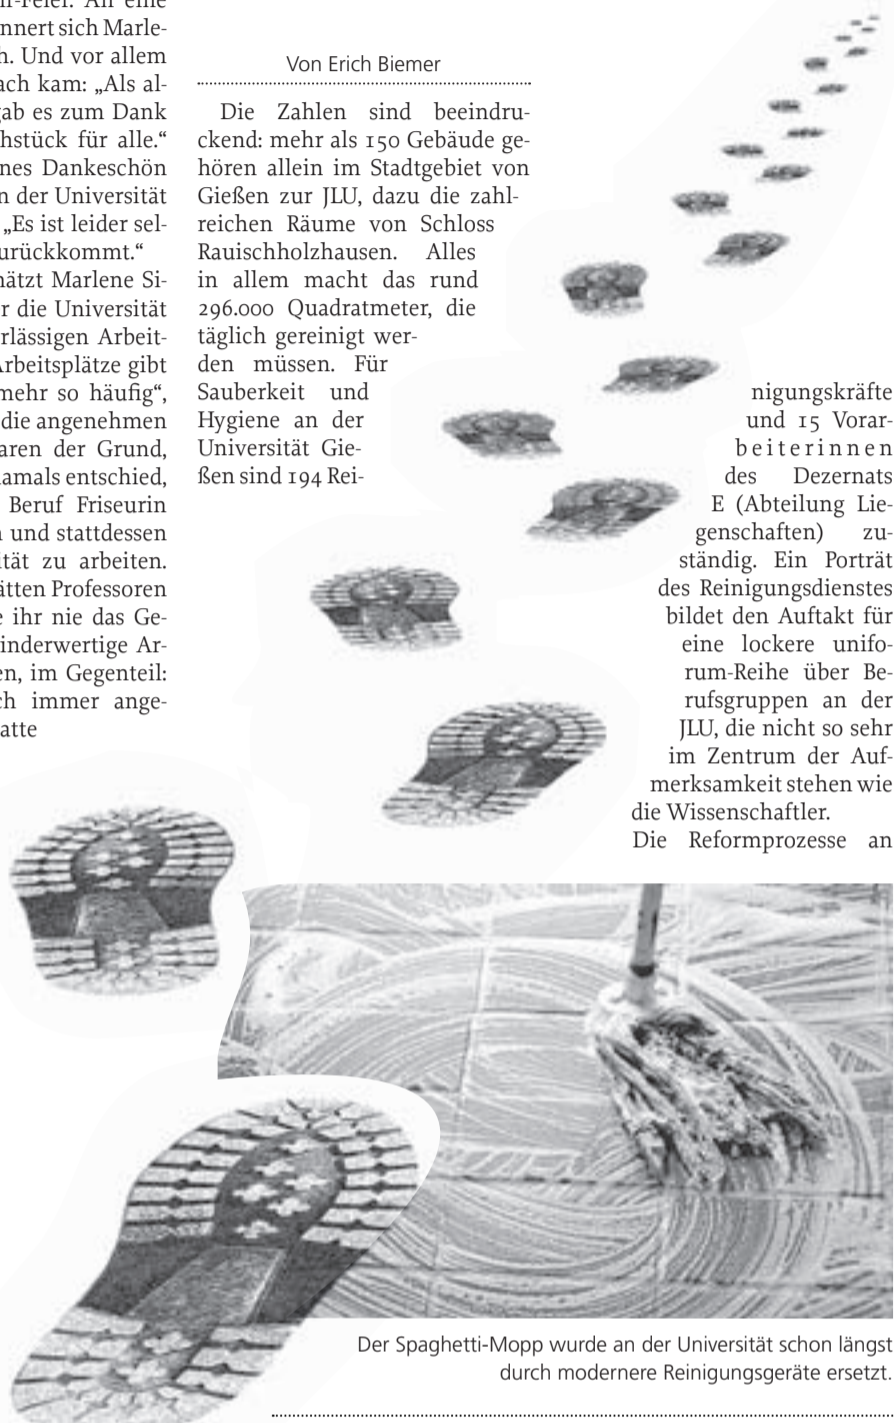 nnert sich Marle-
h. Und vor allem
ach kam: „Als al-
gab es zum Dank
hstück für alle.“
nes Dankeschön
n der Universität
„Es ist leider sel-
urückkommt.“
hätzt Marlene Si-
r die Universität
rlässigen Arbeit-
Arbeitsplätze gibt
mehr so häufig“,
die angenehmen
aren der Grund,
lamals entschied,
Beruf Friseurin
n und stattdessen
ität zu arbeiten.
ätten Professoren
e ihr nie das Ge-
inderwertige Ar-
en, im Gegenteil:
ch immer ange-
atte
Von Erich Biemer
Die Zahlen sind beeindru-
ckend: mehr als 150 Gebäude ge-
hören allein im Stadtgebiet von
Gießen zur JLU, dazu die zahl-
reichen Räume von Schloss
Rauischholzhausen. Alles
in allem macht das rund
296.000 Quadratmeter, die
täglich gereinigt wer-
den müssen. Für
Sauberkeit und
Hygiene an der
Universität Gie-
ßen sind 194 Rei-
nigungskräfte
und 15 Vorar-
beiterinnen
des Dezernats
E (Abteilung Lie-
genschaften) zu-
ständig. Ein Porträt
des Reinigungsdienstes
bildet den Auftakt für
eine lockere unifo-
rum-Reihe über Be-
rufsgruppen an der
JLU, die nicht so sehr
im Zentrum der Auf-
merksamkeit stehen wie
die Wissenschaftler.
Die Reformprozesse an
Der Spaghetti-Mopp wurde an der Universität schon längst
durch modernere Reinigungsgeräte ersetzt.